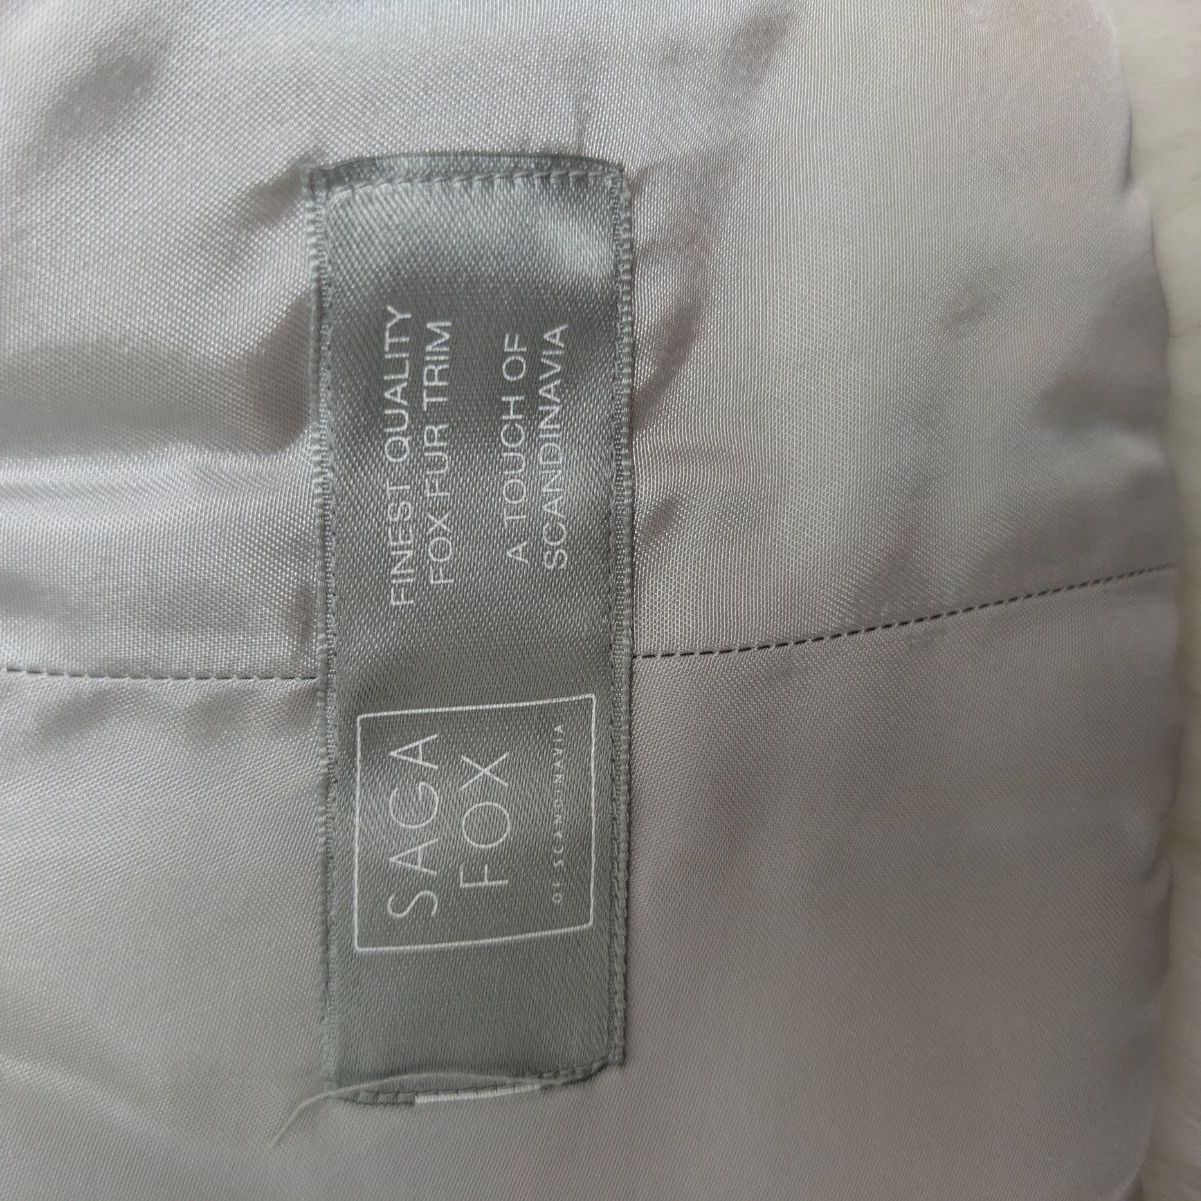 SAGA
FOX
OF SCANDINAVIA
FINEST QUALITY
FOX FUR TRIM
A TOUCH OF
SCANDINAVIA